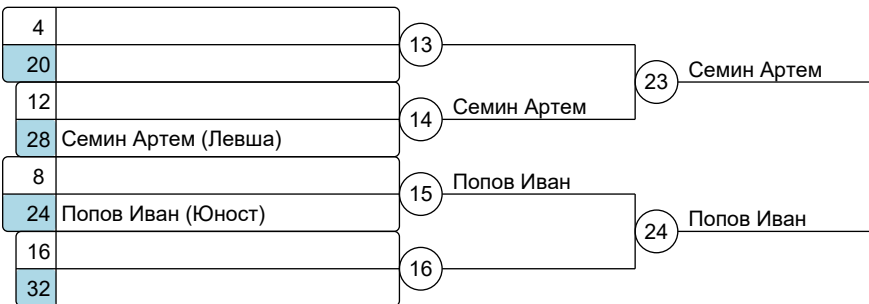 4
13
20
23 Семин Артем
12
14 Семин Артем
28 Семин Артем (Левша)
8
15 Попов Иван
24 Попов Иван (Юност)
24 Попов Иван
16
16
32